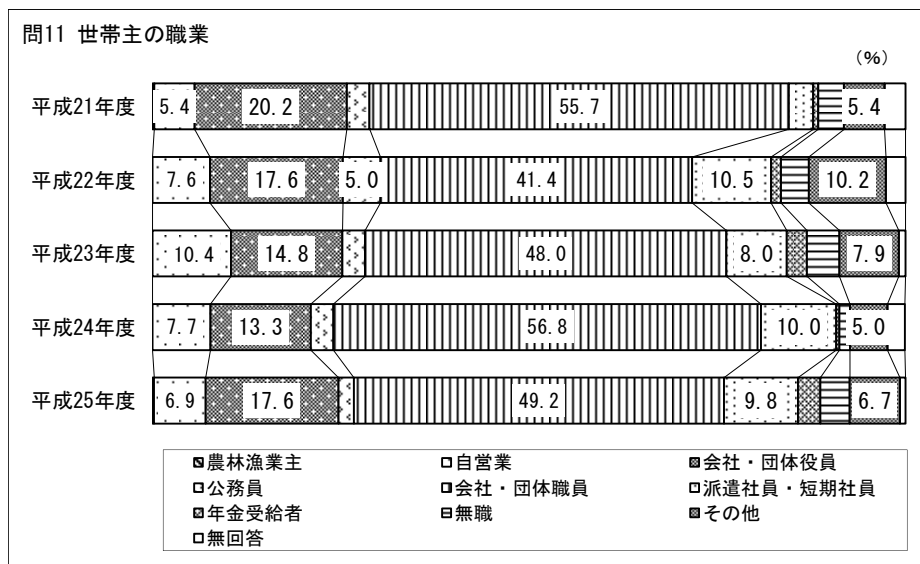 問11 世帯主の職業
(%)
平成21年度 5.4 20.2 55.7 5.4
平成22年度 7.6 17.6 5.0 41.4 10.5 10.2
平成23年度 10.4 14.8 48.0 8.0 7.9
平成24年度 7.7 13.3 56.8 10.0 5.0
平成25年度 6.9 17.6 49.2 9.8 6.7
農林漁業主 自営業 会社・団体役員
公務員 会社・団体職員 派遣社員・短期社員
年金受給者 無職 その他
無回答